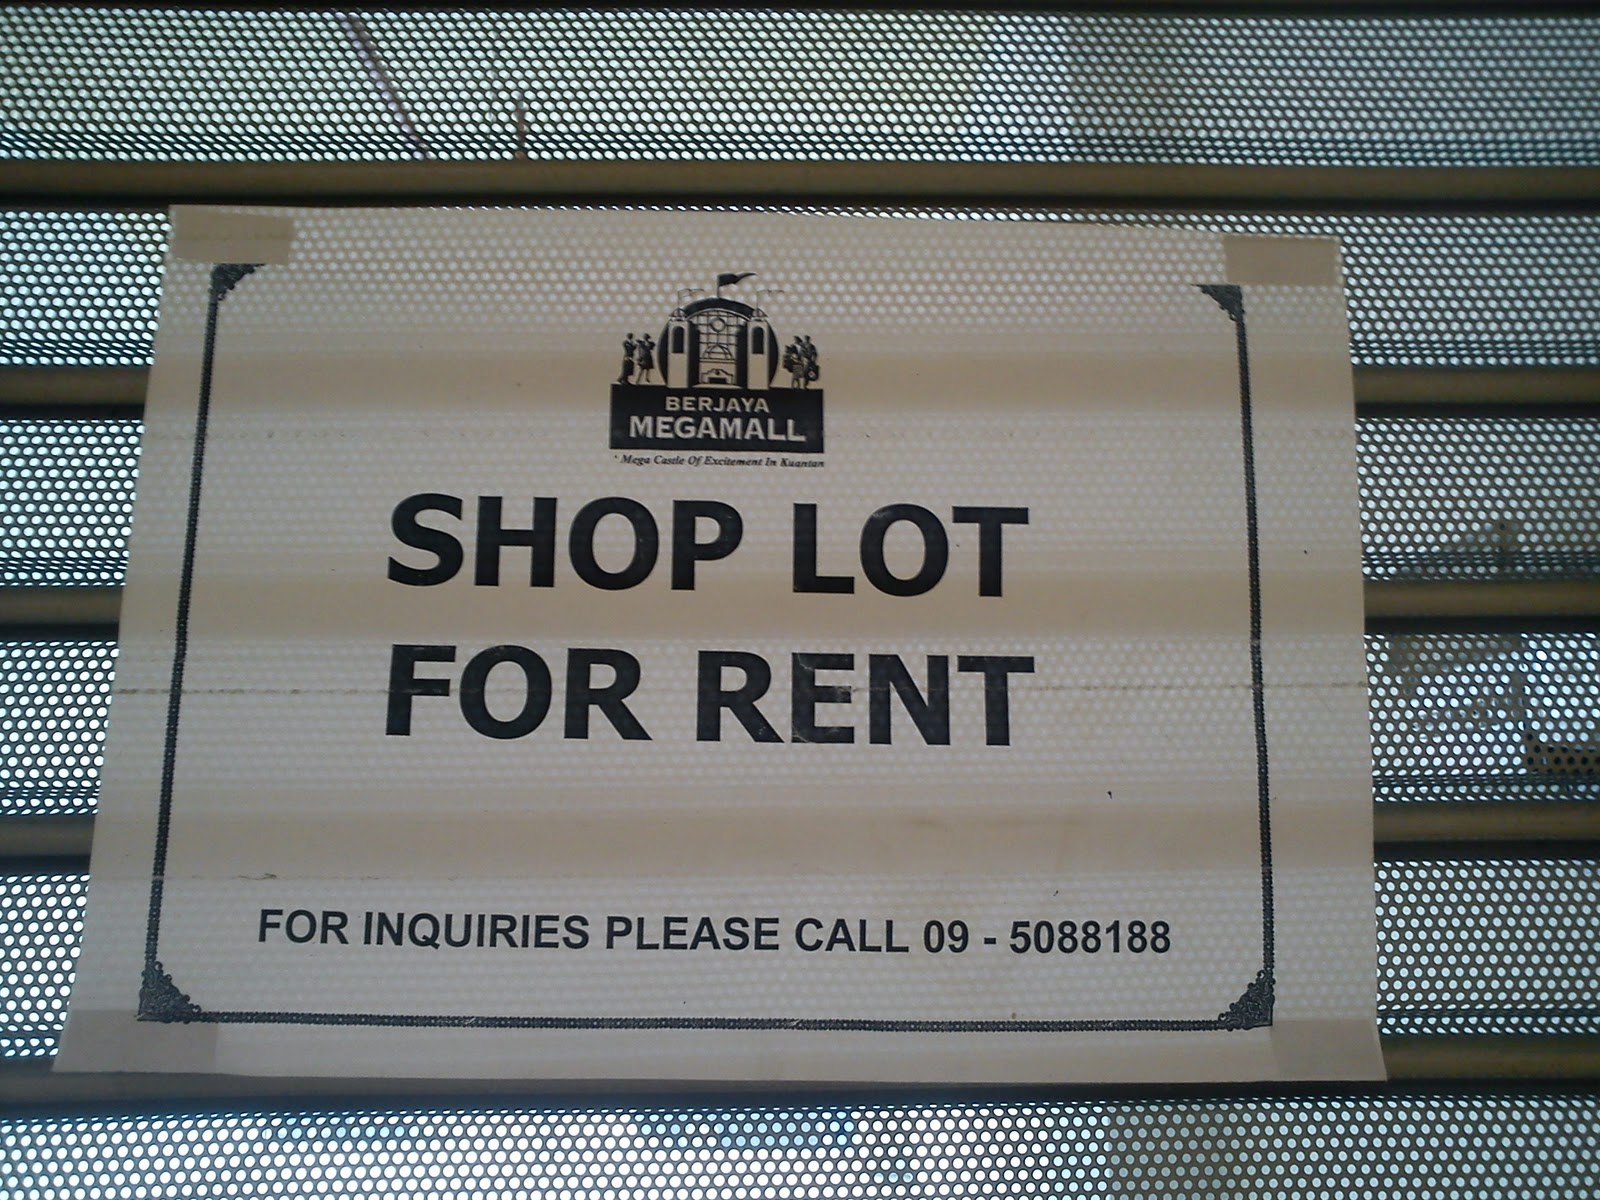 BERJAYA
MEGAMALL
' Mega Castle Of Excitement In Kuantan
SHOP LOT
FOR RENT
FOR INQUIRIES PLEASE CALL 09 - 5088188